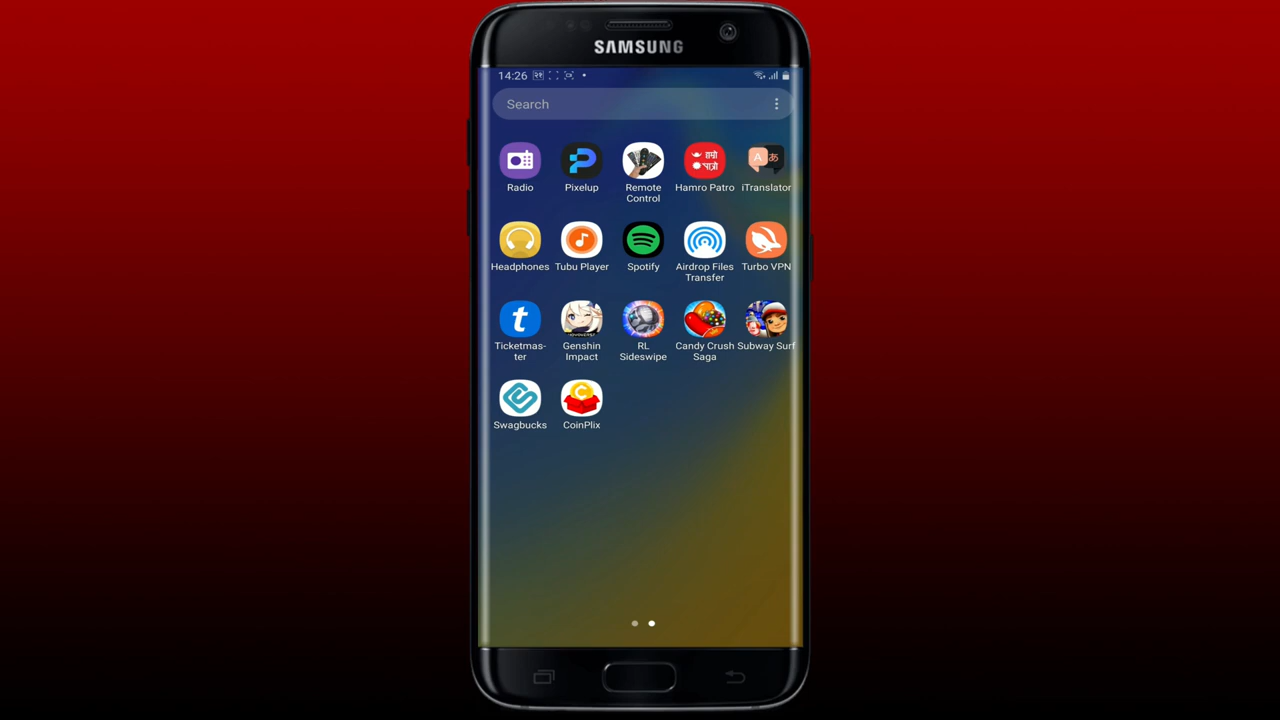 SAMSUNG
14:26
Search
Radio
Pixelup
Remote
Control
हाम्रो
पात्रो
Hamro Patro
A
iTranslator
Headphones
Tubu Player
Spotify
Airdrop Files
Transfer
Turbo VPN
t
Ticketmas-
ter
Genshin
Impact
RL
Sideswipe
Candy Crush
Saga
Subway Surf
Swagbucks
C
CoinPlix